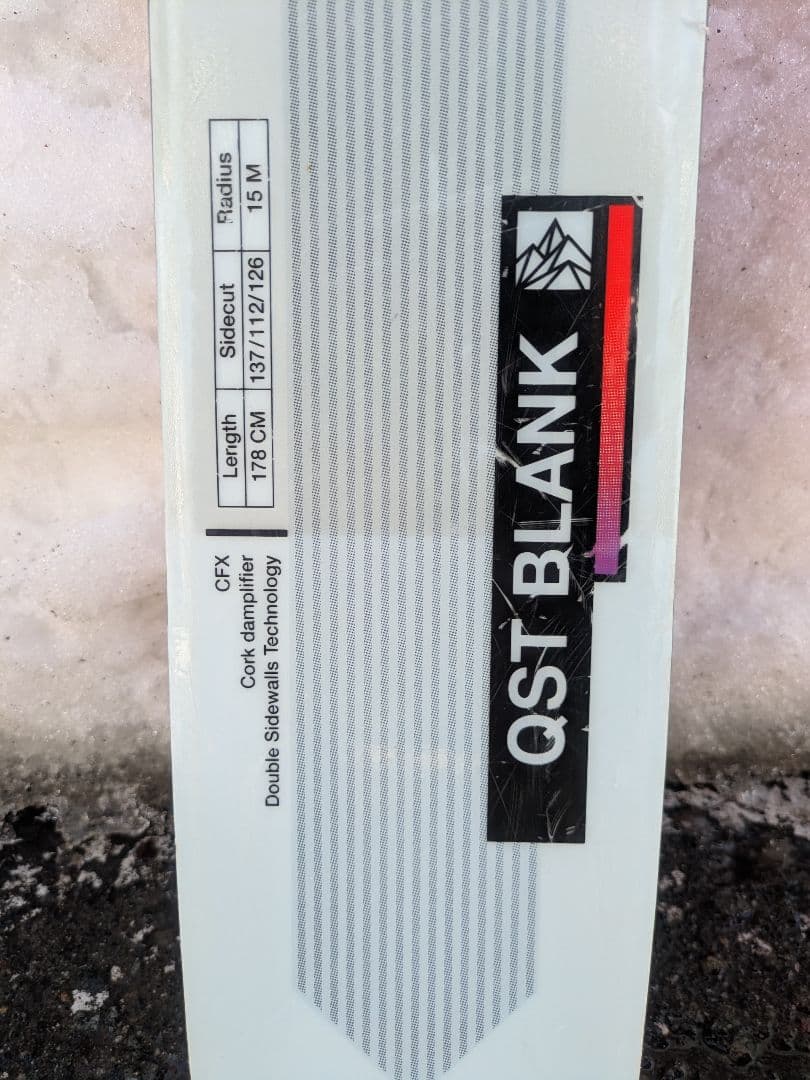 Length Sidecut Radius
178 CM 137/112/126 15 M
CFX
Cork damplifier
Double Sidewalls Technology
QST BLANK